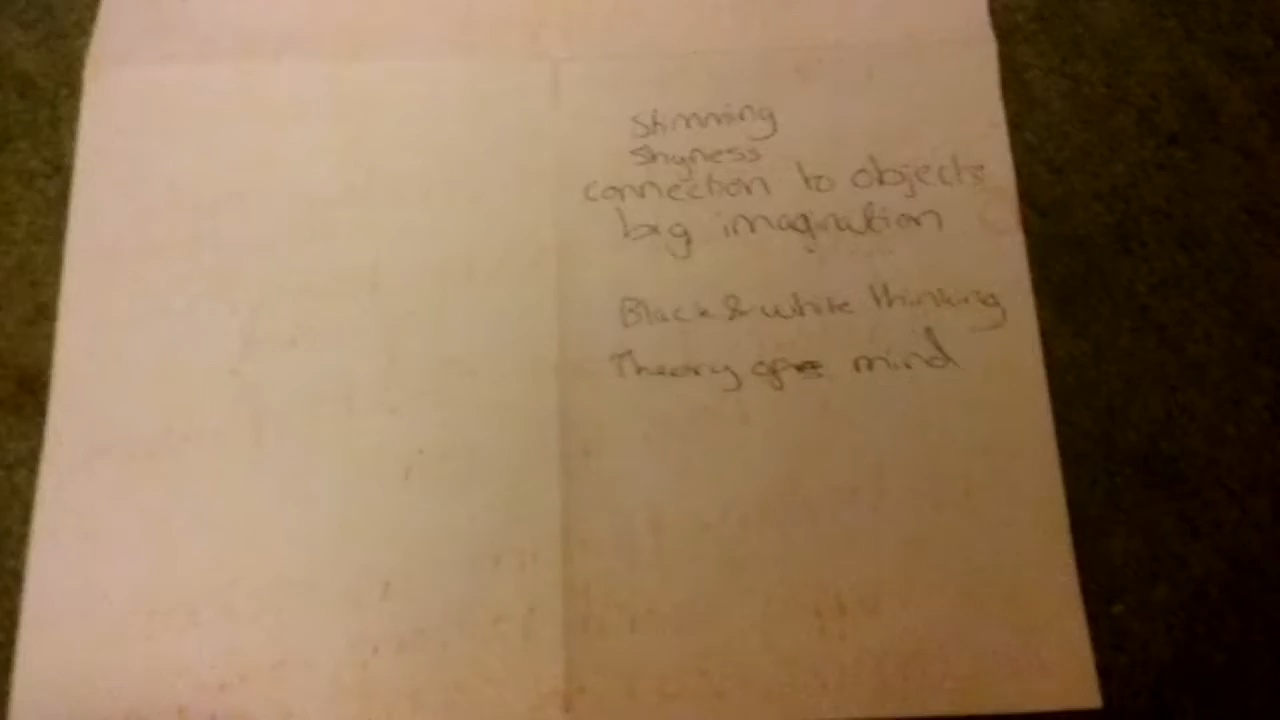 stimming
shyness
connection to objects
big imagination
Black & white thinking
Theory of mind